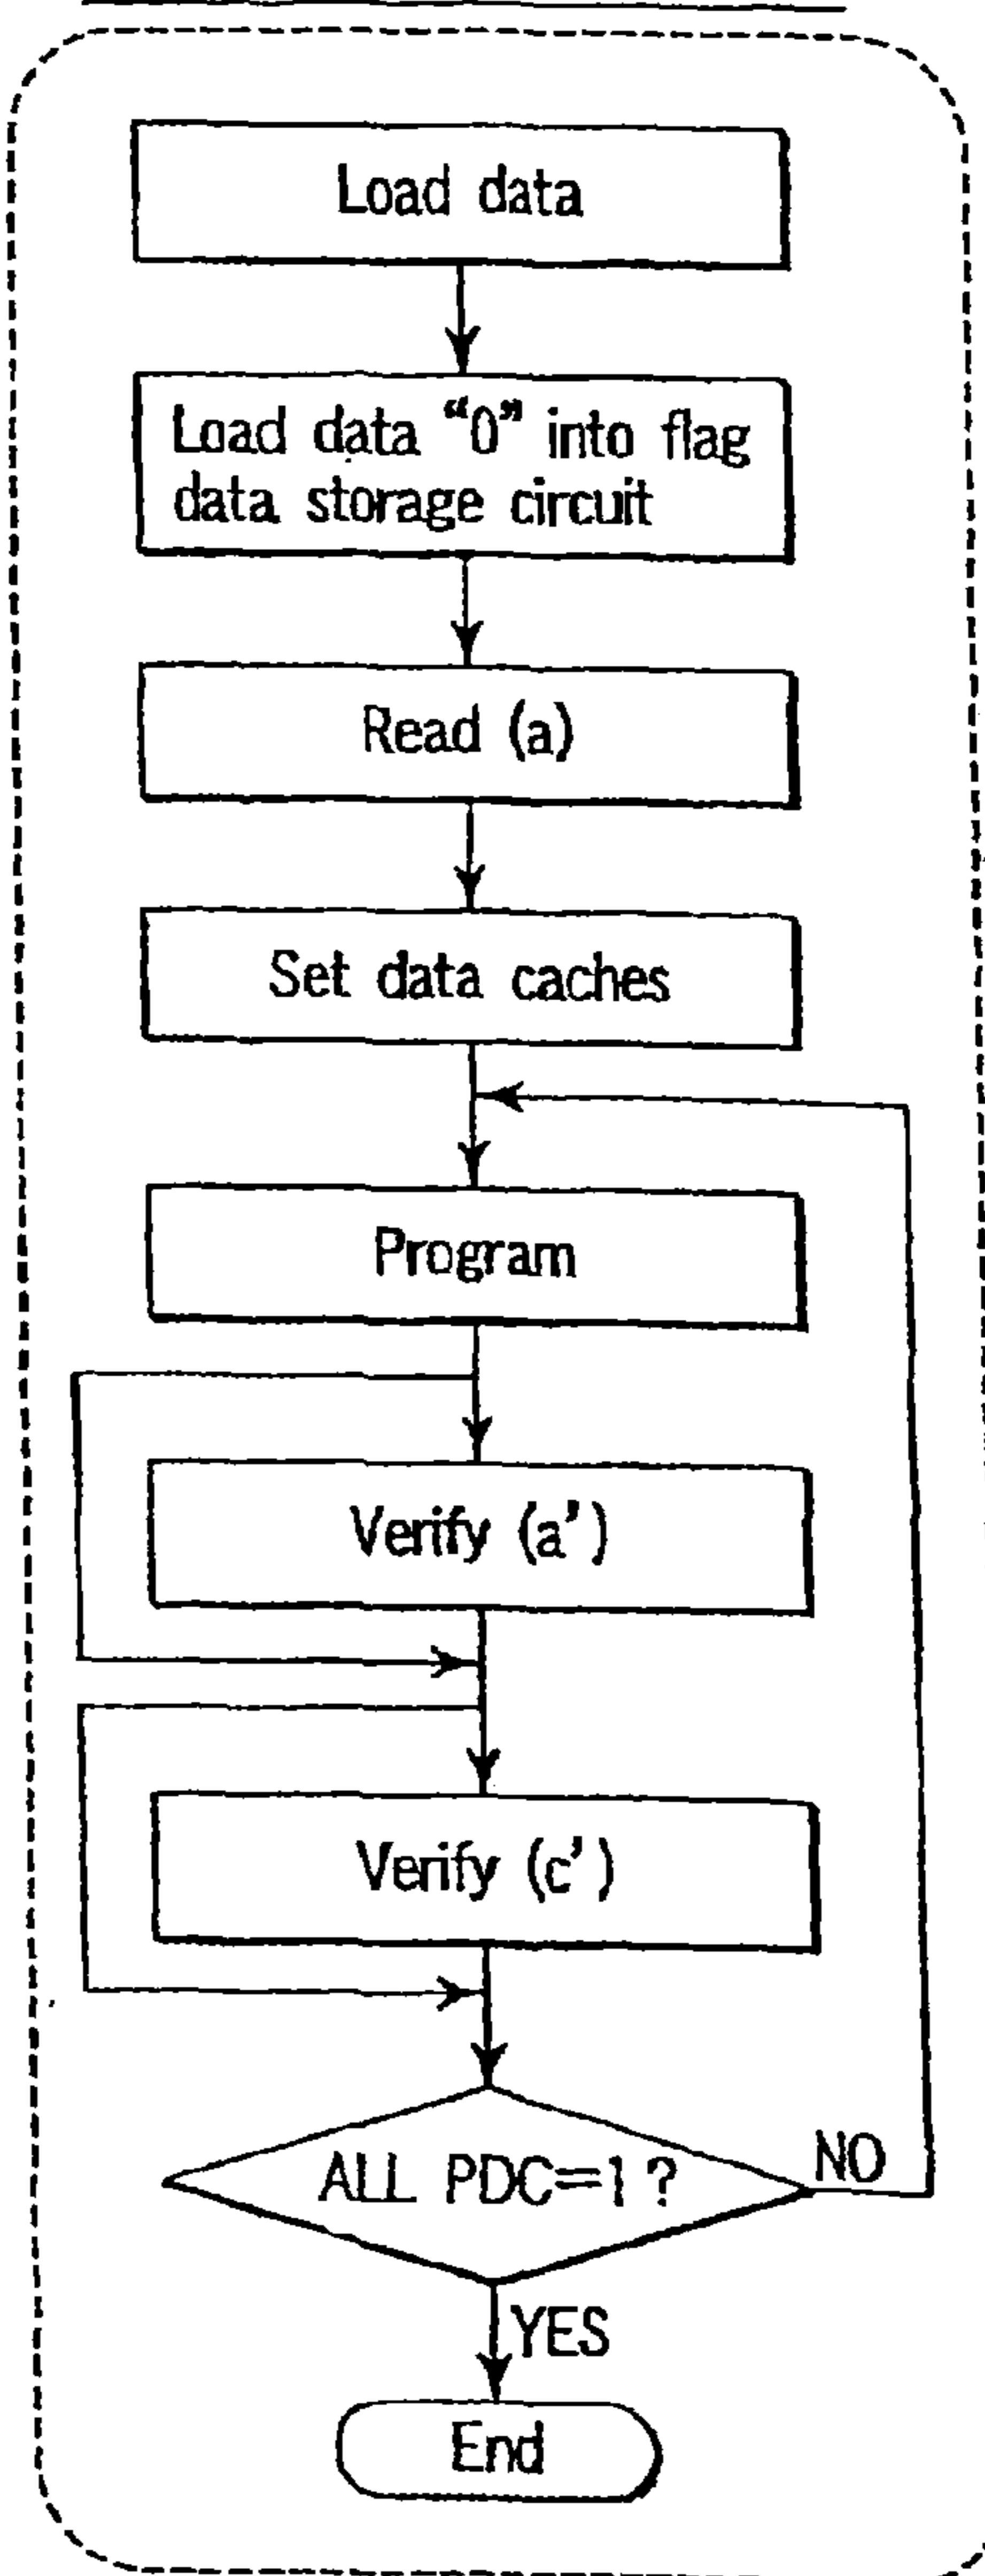 Load data
Load data “0” into flag
data storage circuit
Read (a)
Set data caches
Program
Verify (a’)
Verify (c’)
ALL PDC=1 ?
NO
YES
End